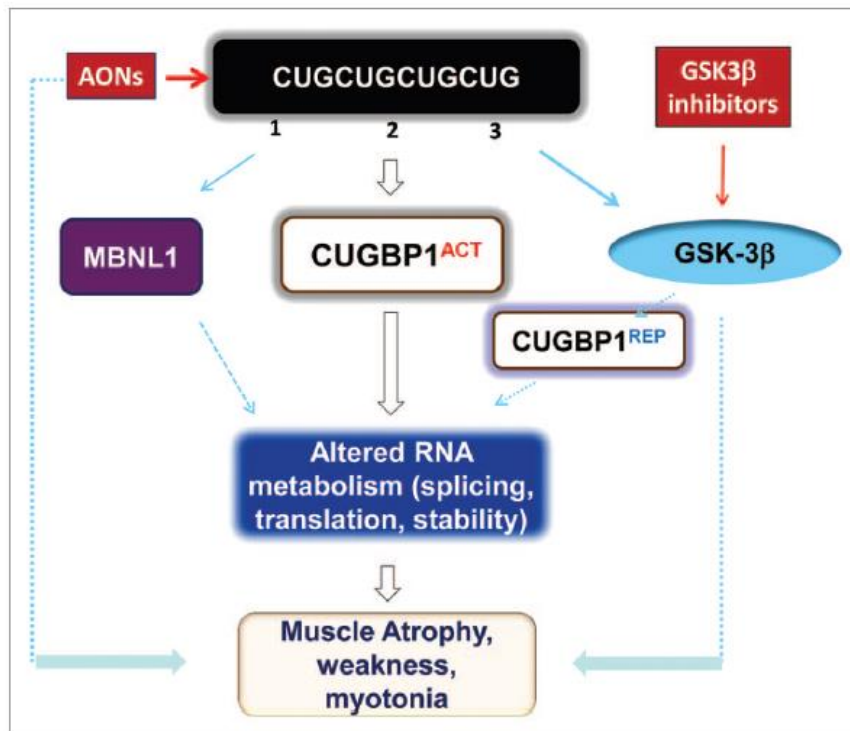 AONs
CUGCUGCUGCUG
GSK3β
inhibitors
1 2 3
MBNL1
CUGBP1ACT
GSK-3β
CUGBP1REP
Altered RNA
metabolism (splicing,
translation, stability)
Muscle Atrophy,
weakness,
myotonia